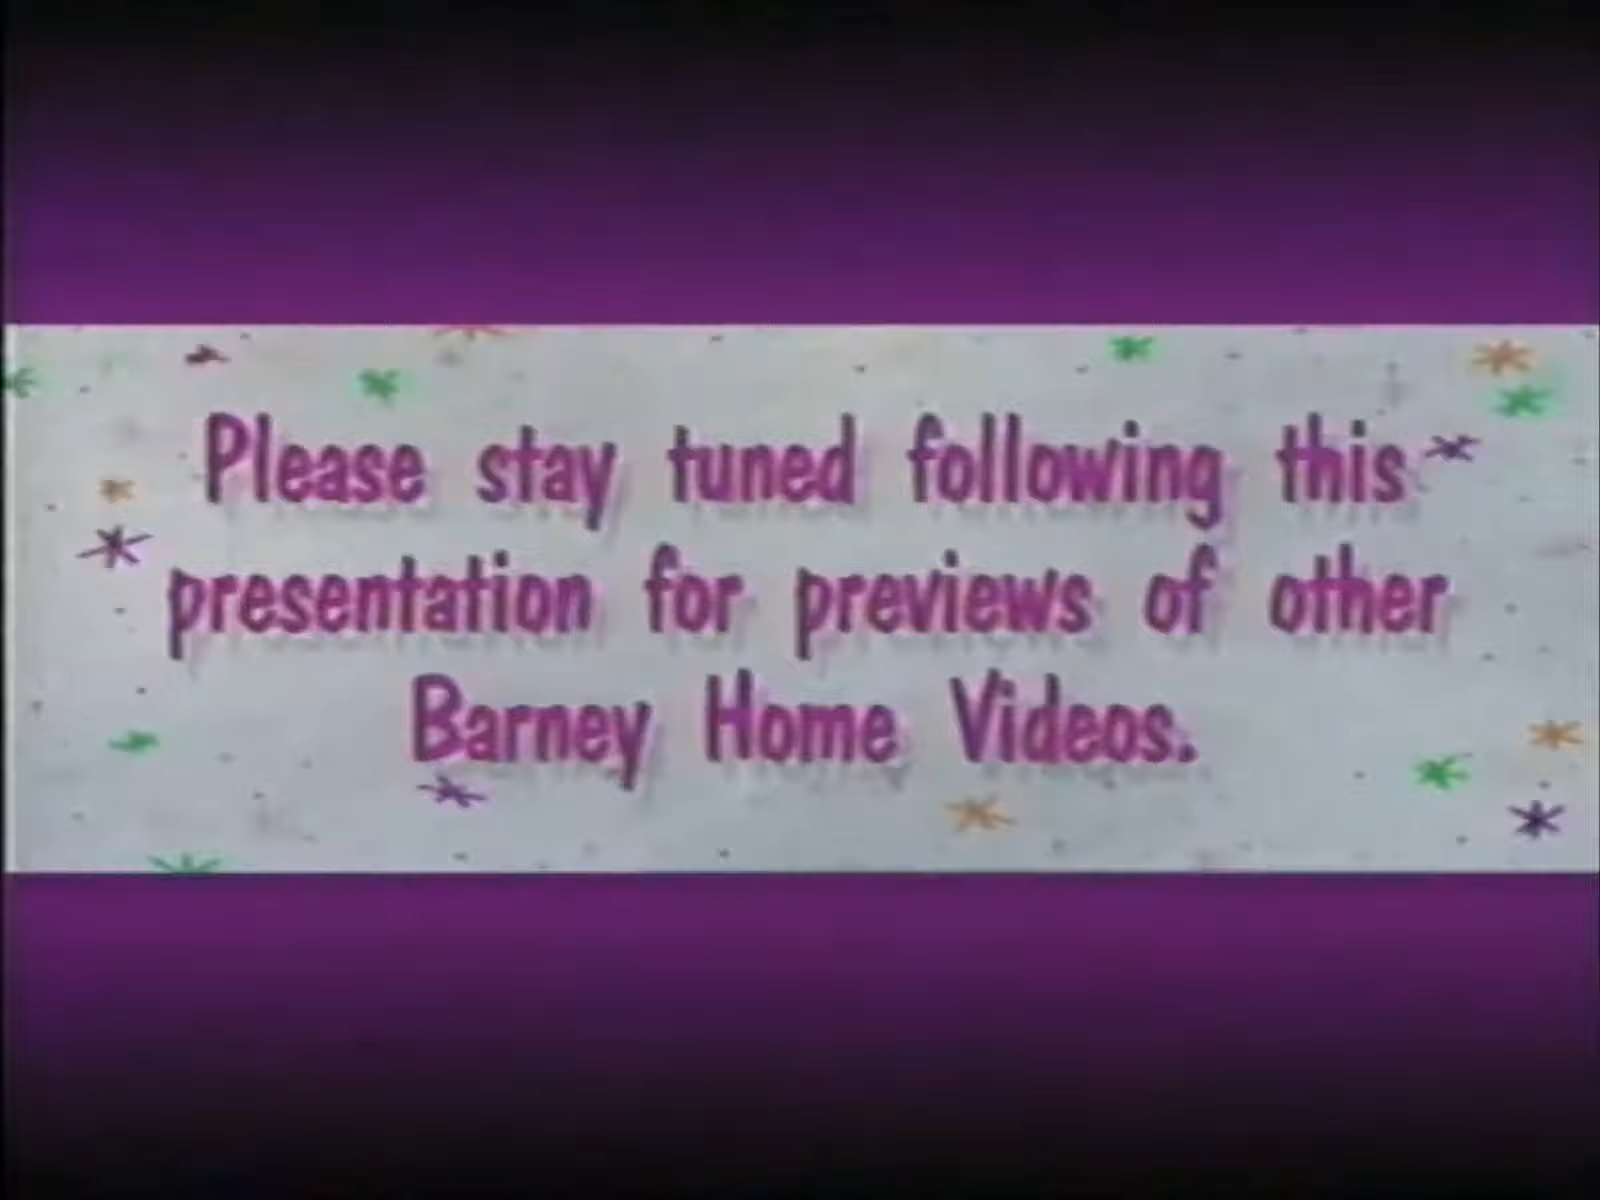 Please stay tuned following this
presentation for previews of other
Barney Home Videos.